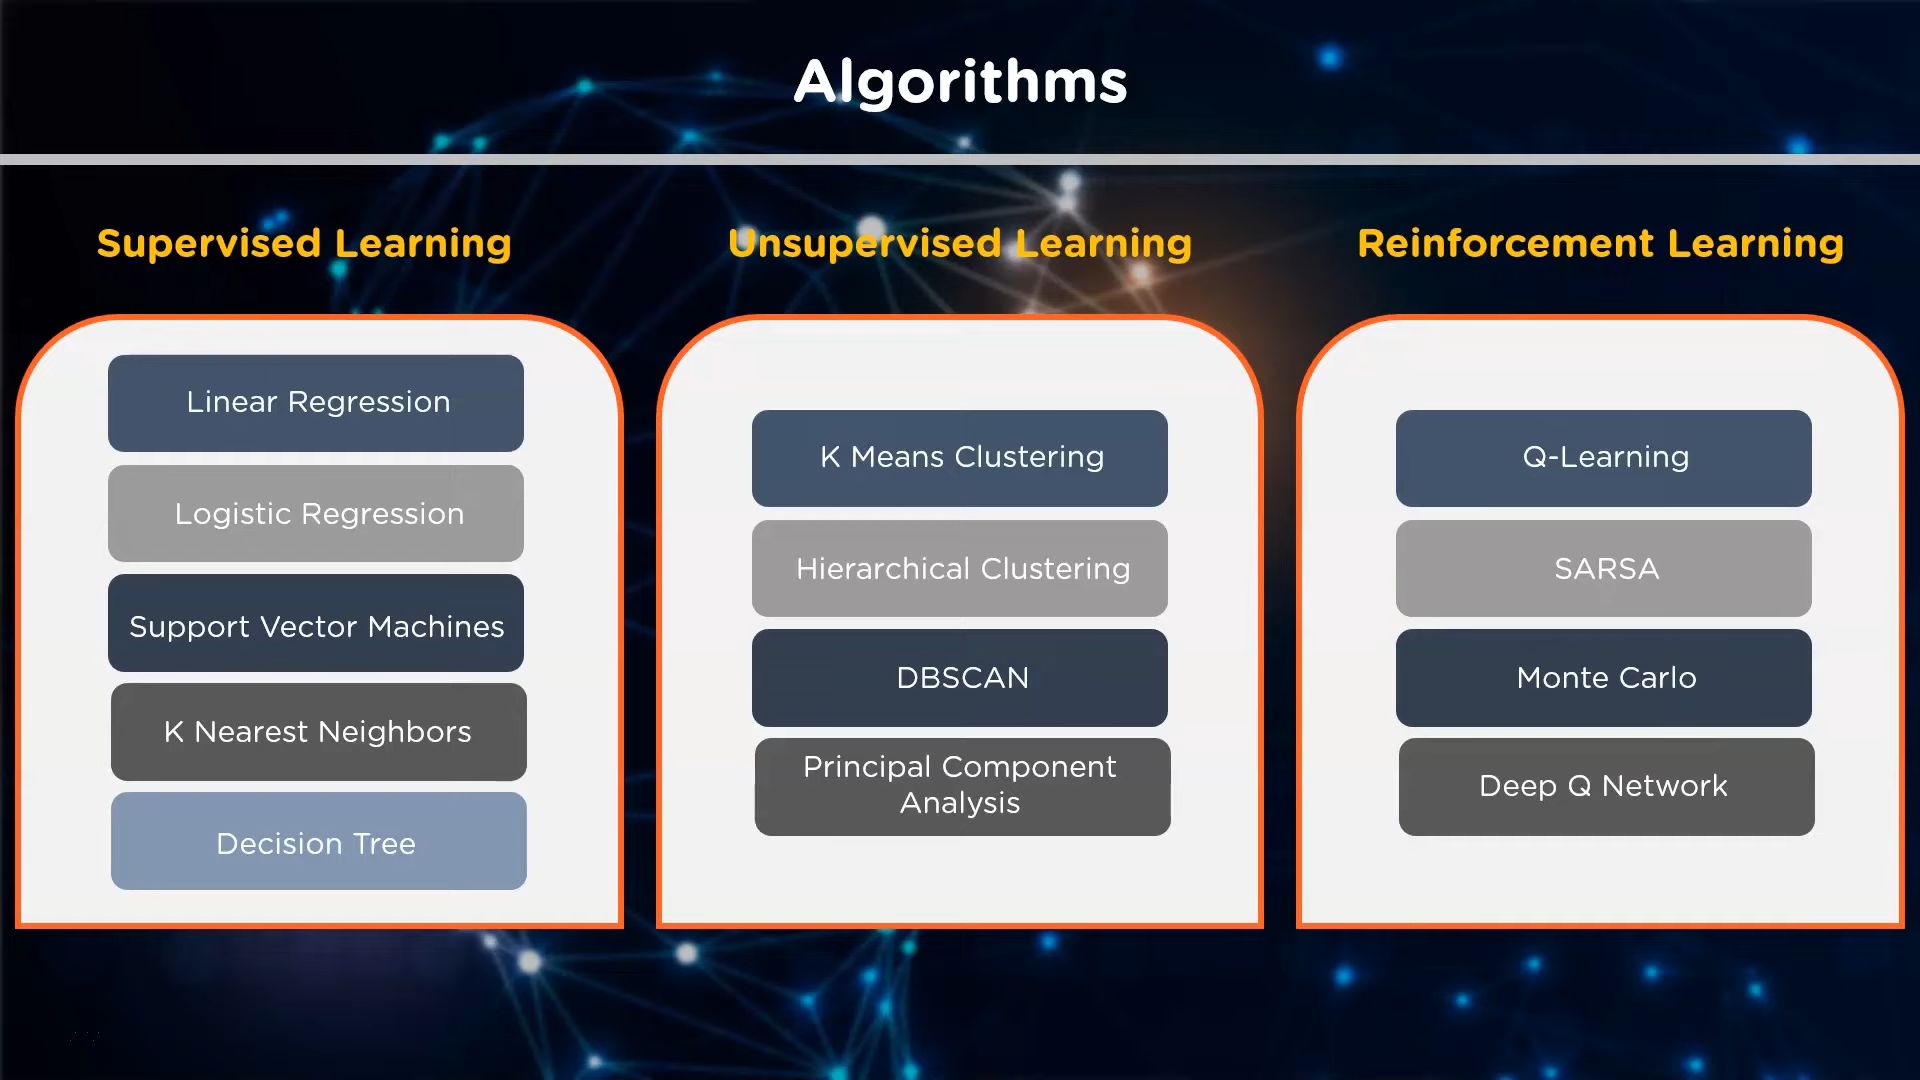 Algorithms
Supervised Learning
Linear Regression
Logistic Regression
Support Vector Machines
K Nearest Neighbors
Decision Tree
Unsupervised Learning
K Means Clustering
Hierarchical Clustering
DBSCAN
Principal Component
Analysis
Reinforcement Learning
Q-Learning
SARSA
Monte Carlo
Deep Q Network